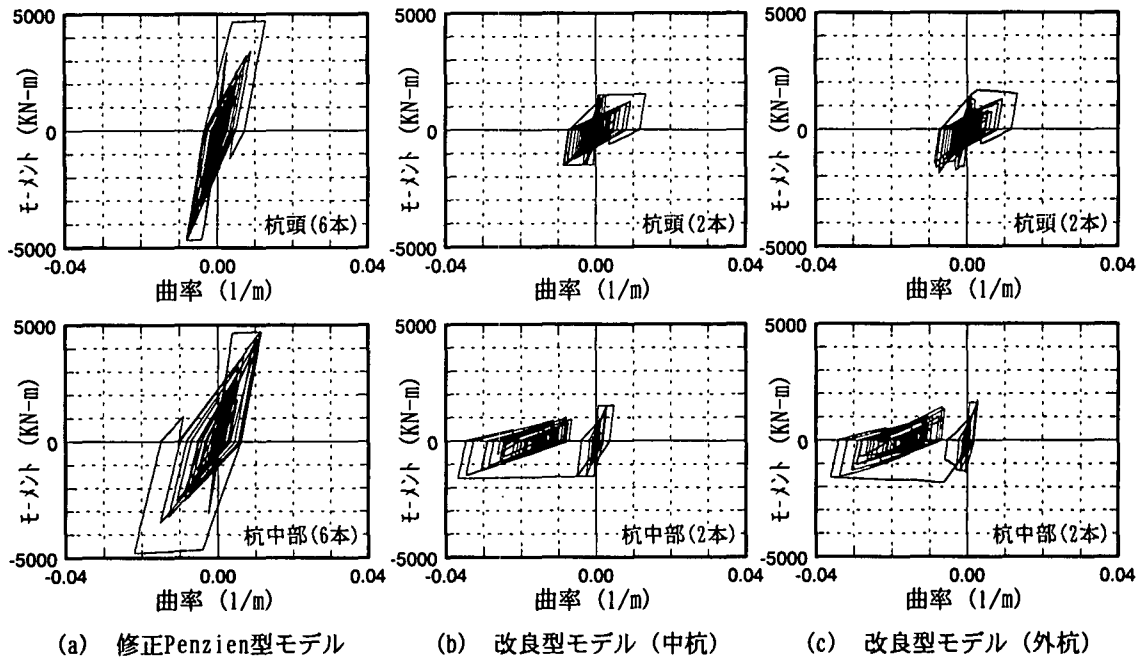 5000
0
-5000
モーメント (KN-m)
杭頭(6本)
-0.04
0.00
0.04
曲率 (1/m)
5000
0
-5000
モーメント (KN-m)
杭頭(2本)
-0.04
0.00
0.04
曲率 (1/m)
5000
0
-5000
モーメント (KN-m)
杭頭(2本)
-0.04
0.00
0.04
曲率 (1/m)
5000
0
-5000
モーメント (KN-m)
杭中部(6本)
-0.04
0.00
0.04
曲率 (1/m)
5000
0
-5000
モーメント (KN-m)
杭中部(2本)
-0.04
0.00
0.04
曲率 (1/m)
5000
0
-5000
モーメント (KN-m)
杭中部(2本)
-0.04
0.00
0.04
曲率 (1/m)
(a) 修正Penzien型モデル
(b) 改良型モデル (中杭)
(c) 改良型モデル (外杭)